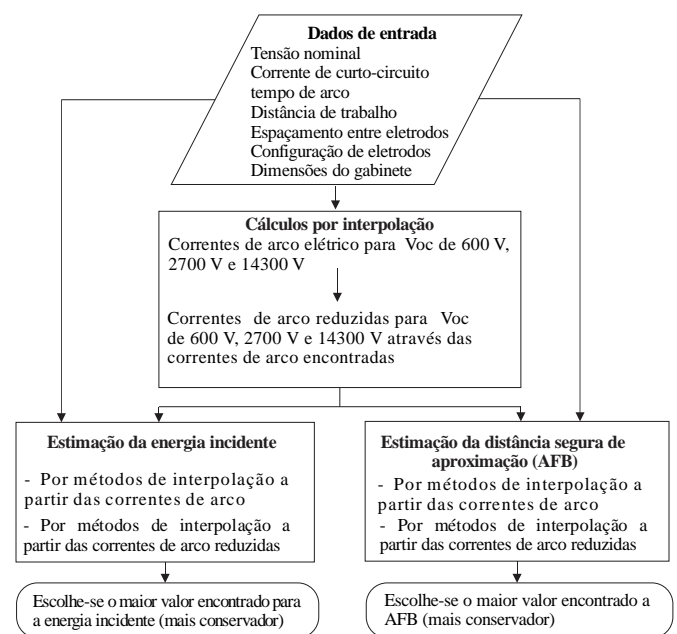 Dados de entrada
Tensão nominal
Corrente de curto-circuito
tempo de arco
Distância de trabalho
Espaçamento entre eletrodos
Configuração de eletrodos
Dimensões do gabinete
Cálculos por interpolação
Correntes de arco elétrico para Voc de 600 V,
2700 V e 14300 V
Correntes de arco reduzidas para Voc
de 600 V, 2700 V e 14300 V através das
correntes de arco encontradas
Estimação da energia incidente
- Por métodos de interpolação a
partir das correntes de arco
- Por métodos de interpolação a
partir das correntes de arco reduzidas
Estimação da distância segura de
aproximação (AFB)
- Por métodos de interpolação a
partir das correntes de arco
- Por métodos de interpolação a
partir das correntes de arco reduzidas
Escolhe-se o maior valor encontrado para
a energia incidente (mais conservador)
Escolhe-se o maior valor encontrado a
AFB (mais conservador)